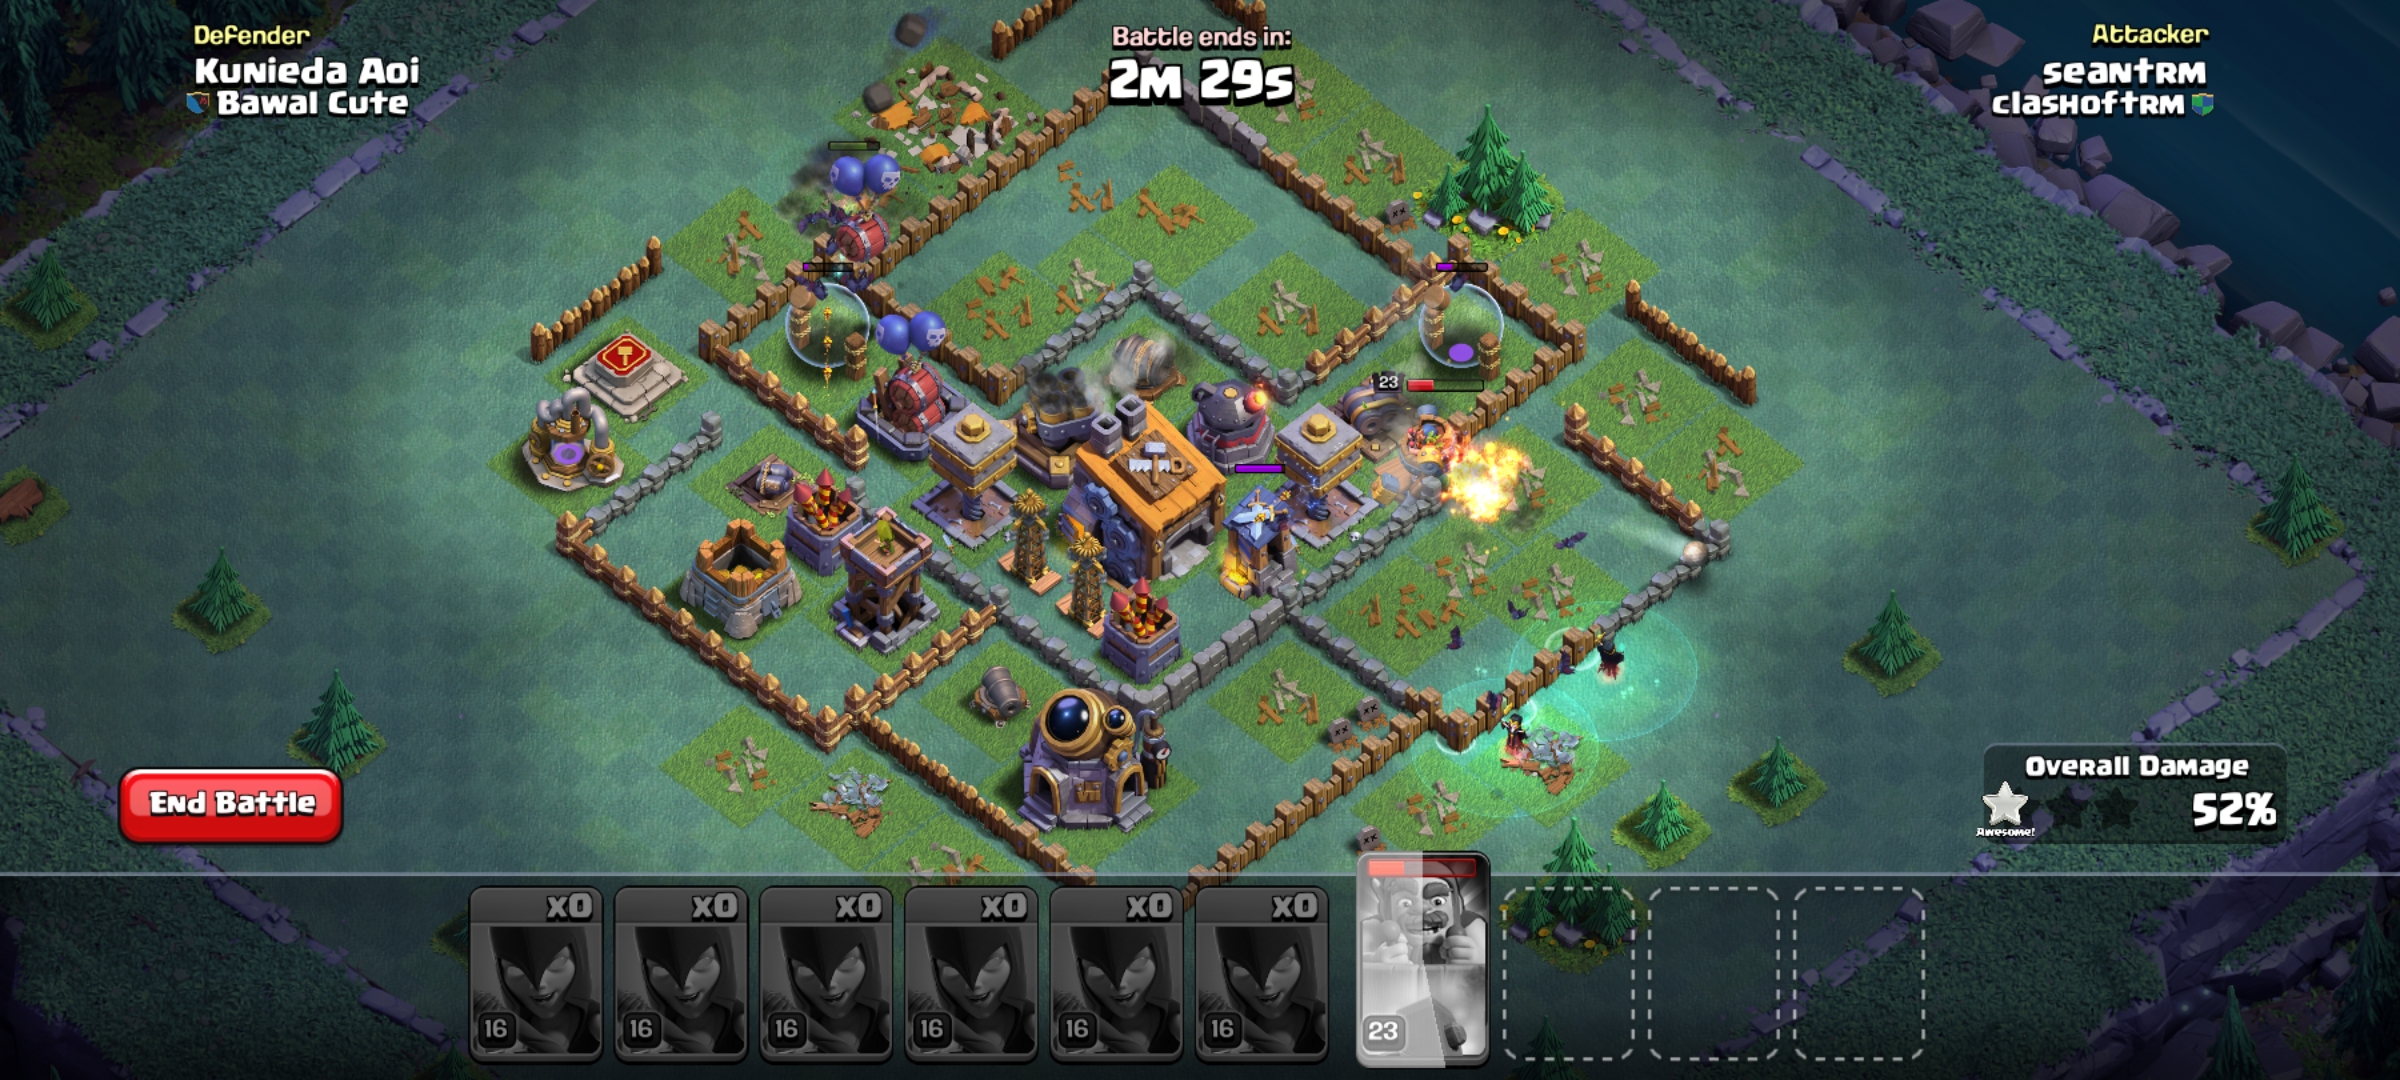 Defender
Kunieda Aoi
Bawal Cute
Battle ends in:
2M 29s
Attacker
seantrm
clashoftrm
23
End Battle
Overall Damage
Awesome!
52%
x0
x0
x0
x0
x0
x0
16
16
16
16
16
16
23